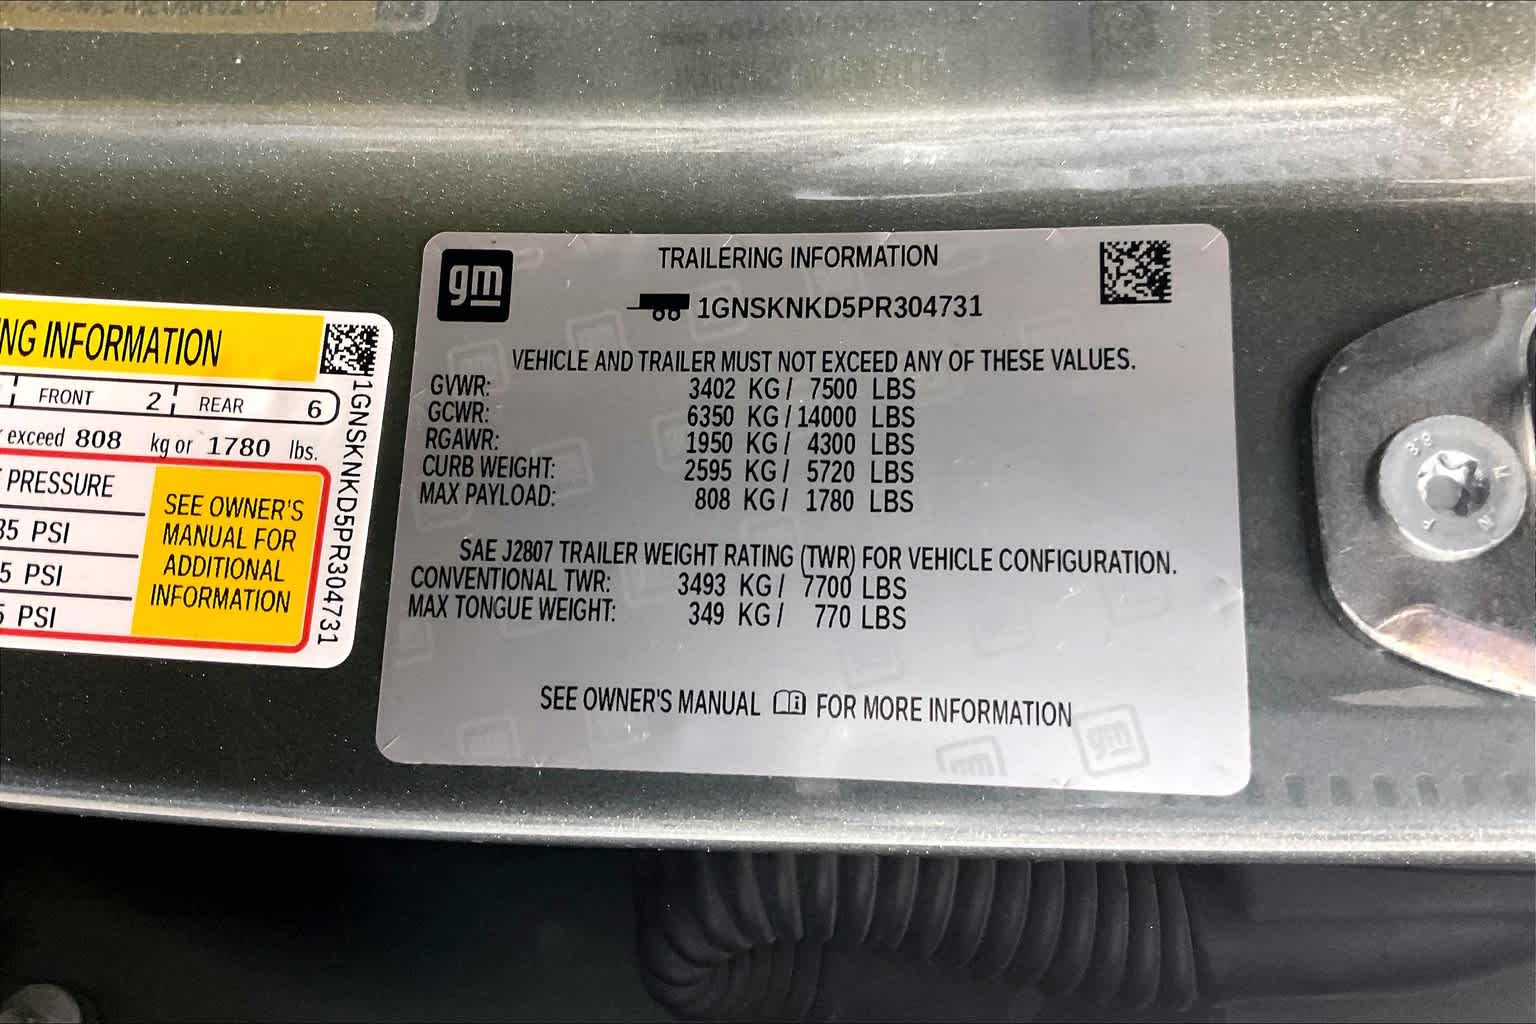 NG INFORMATION
FRONT 2 REAR 6
exceed 808 kg or 1780 lbs.
PRESSURE
35 PSI
5 PSI
5 PSI
SEE OWNER'S
MANUAL FOR
ADDITIONAL
INFORMATION
1GNSKNKD5PR304731
gm
TRAILERING INFORMATION
1GNSKNKD5PR304731
VEHICLE AND TRAILER MUST NOT EXCEED ANY OF THESE VALUES.
GVWR: 3402 KG/ 7500 LBS
GCWR: 6350 KG/14000 LBS
RGAWR: 1950 KG/ 4300 LBS
CURB WEIGHT: 2595 KG/ 5720 LBS
MAX PAYLOAD: 808 KG/ 1780 LBS
SAE J2807 TRAILER WEIGHT RATING (TWR) FOR VEHICLE CONFIGURATION.
CONVENTIONAL TWR: 3493 KG/ 7700 LBS
MAX TONGUE WEIGHT: 349 KG/ 770 LBS
SEE OWNER'S MANUAL FOR MORE INFORMATION
gm